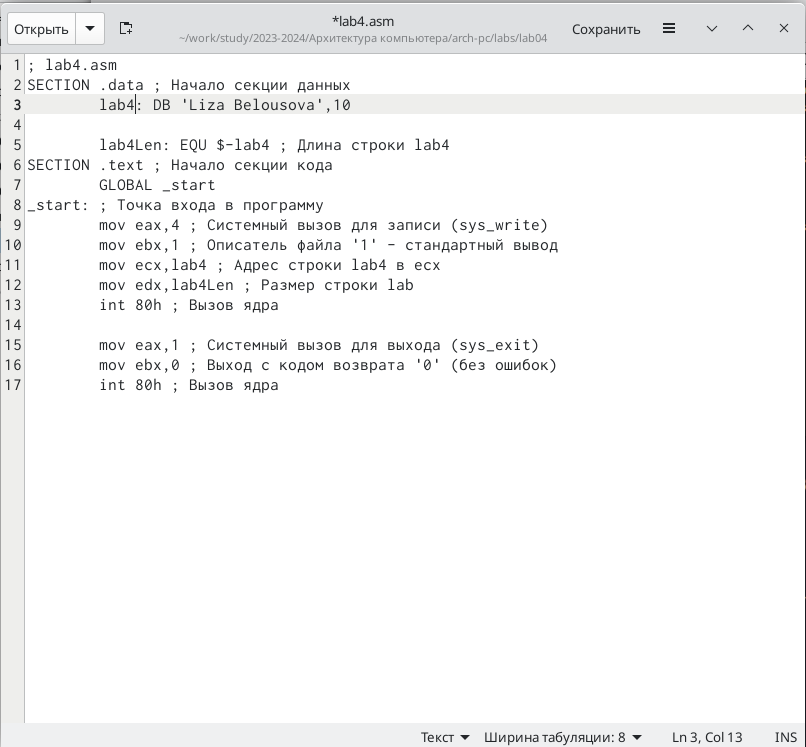 Открыть
*lab4.asm
~/work/study/2023-2024/Архитектура компьютера/arch-pc/labs/lab04
Сохранить
1 ; lab4.asm
2 SECTION .data ; Начало секции данных
3         lab4: DB 'Liza Belousova',10
4
5         lab4Len: EQU $-lab4 ; Длина строки lab4
6 SECTION .text ; Начало секции кода
7         GLOBAL _start
8 _start: ; Точка входа в программу
9         mov eax,4 ; Системный вызов для записи (sys_write)
10         mov ebx,1 ; Описатель файла '1' - стандартный вывод
11         mov ecx,lab4 ; Адрес строки lab4 в ecx
12         mov edx,lab4Len ; Размер строки lab
13         int 80h ; Вызов ядра
14
15         mov eax,1 ; Системный вызов для выхода (sys_exit)
16         mov ebx,0 ; Выход с кодом возврата '0' (без ошибок)
17         int 80h ; Вызов ядра
Текст Ширина табуляции: 8 Ln 3, Col 13 INS